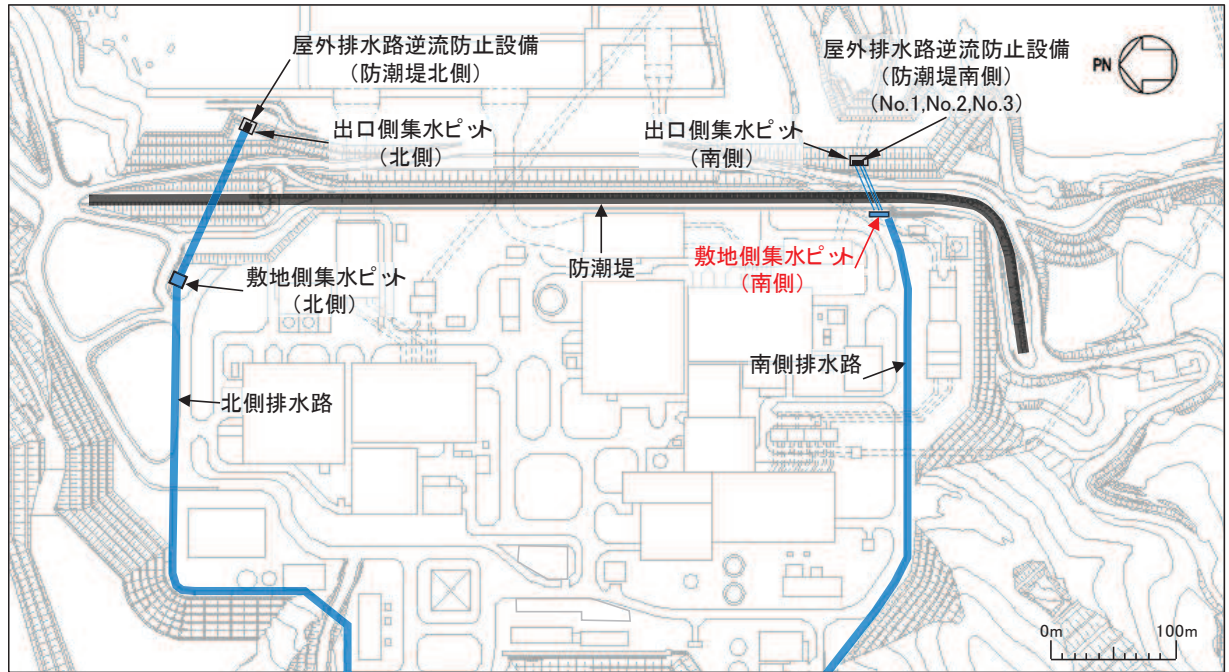 屋外排水路逆流防止設備
(防潮堤北側)
屋外排水路逆流防止設備
(防潮堤南側)
(No.1,No.2,No.3)
PN
出口側集水ピット
(北側)
出口側集水ピット
(南側)
防潮堤
敷地側集水ピット
(南側)
敷地側集水ピット
(北側)
南側排水路
北側排水路
0m
100m